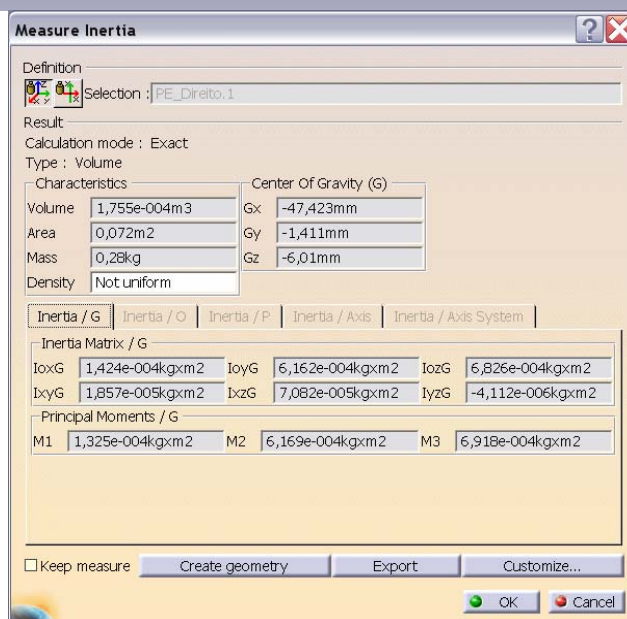 Measure Inertia
Definition
Selection : PE_Direito.1
Result
Calculation mode : Exact
Type : Volume
Characteristics
Center Of Gravity (G)
Volume 1,755e-004m3 Gx -47,423mm
Area 0,072m2 Gy -1,411mm
Mass 0,28kg Gz -6,01mm
Density Not uniform
Inertia / G Inertia / O Inertia / P Inertia / Axis Inertia / Axis System
Inertia Matrix / G
IoxG 1,424e-004kgxm2 IoyG 6,162e-004kgxm2 IozG 6,826e-004kgxm2
IxyG 1,857e-005kgxm2 IxzG 7,082e-005kgxm2 IyzG -4,112e-006kgxm2
Principal Moments / G
M1 1,325e-004kgxm2 M2 6,169e-004kgxm2 M3 6,918e-004kgxm2
Keep measure Create geometry Export Customize...
OK Cancel